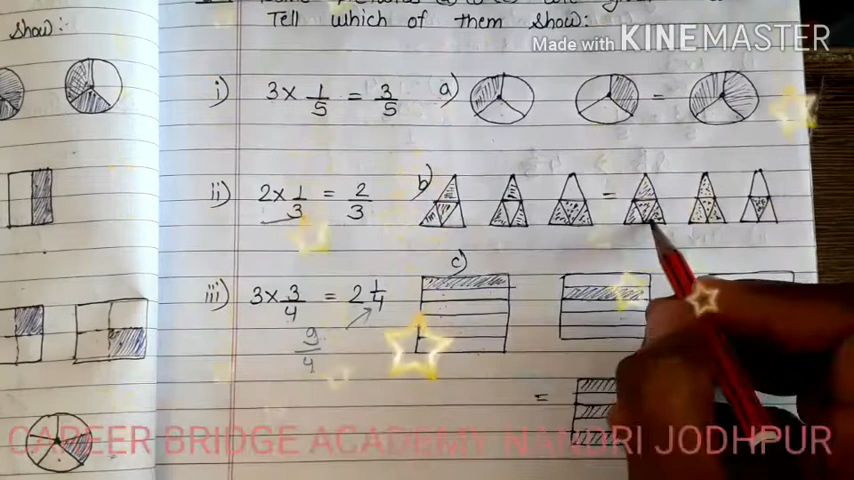 Show:
Tell which of them show:
Made with KINEMASTER
i) 3 × 1/5 = 3/5 a) =
ii) 2 × 1/3 = 2/3 b) =
iii) 3 × 3/4 = 2 1/4 c)
9/4
=
CAREER BRIDGE ACADEMY NANDRI JODHPUR